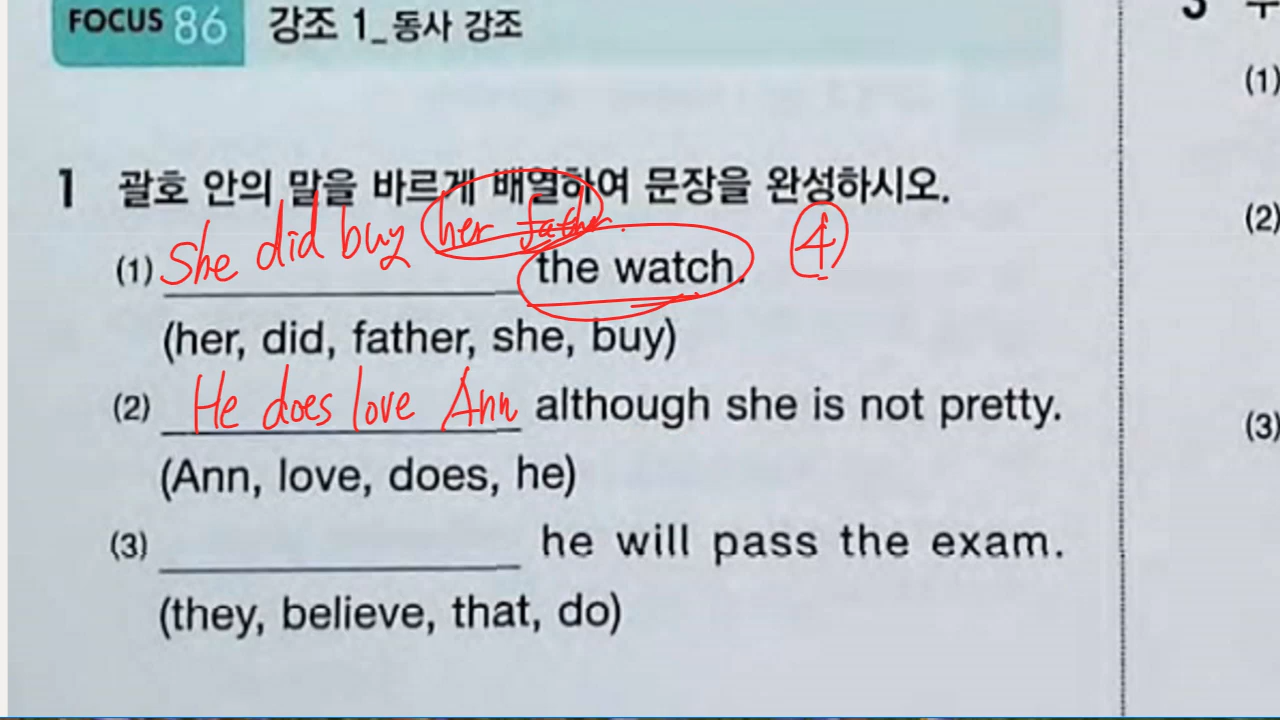 FOCUS 86 강조 1_동사 강조
1 괄호 안의 말을 바르게 배열하여 문장을 완성하시오.
She did buy her father.
(1) the watch. ④
(her, did, father, she, buy)
(2) He does love Ann although she is not pretty.
(Ann, love, does, he)
(3) he will pass the exam.
(they, believe, that, do)
(1)
(2)
(3)